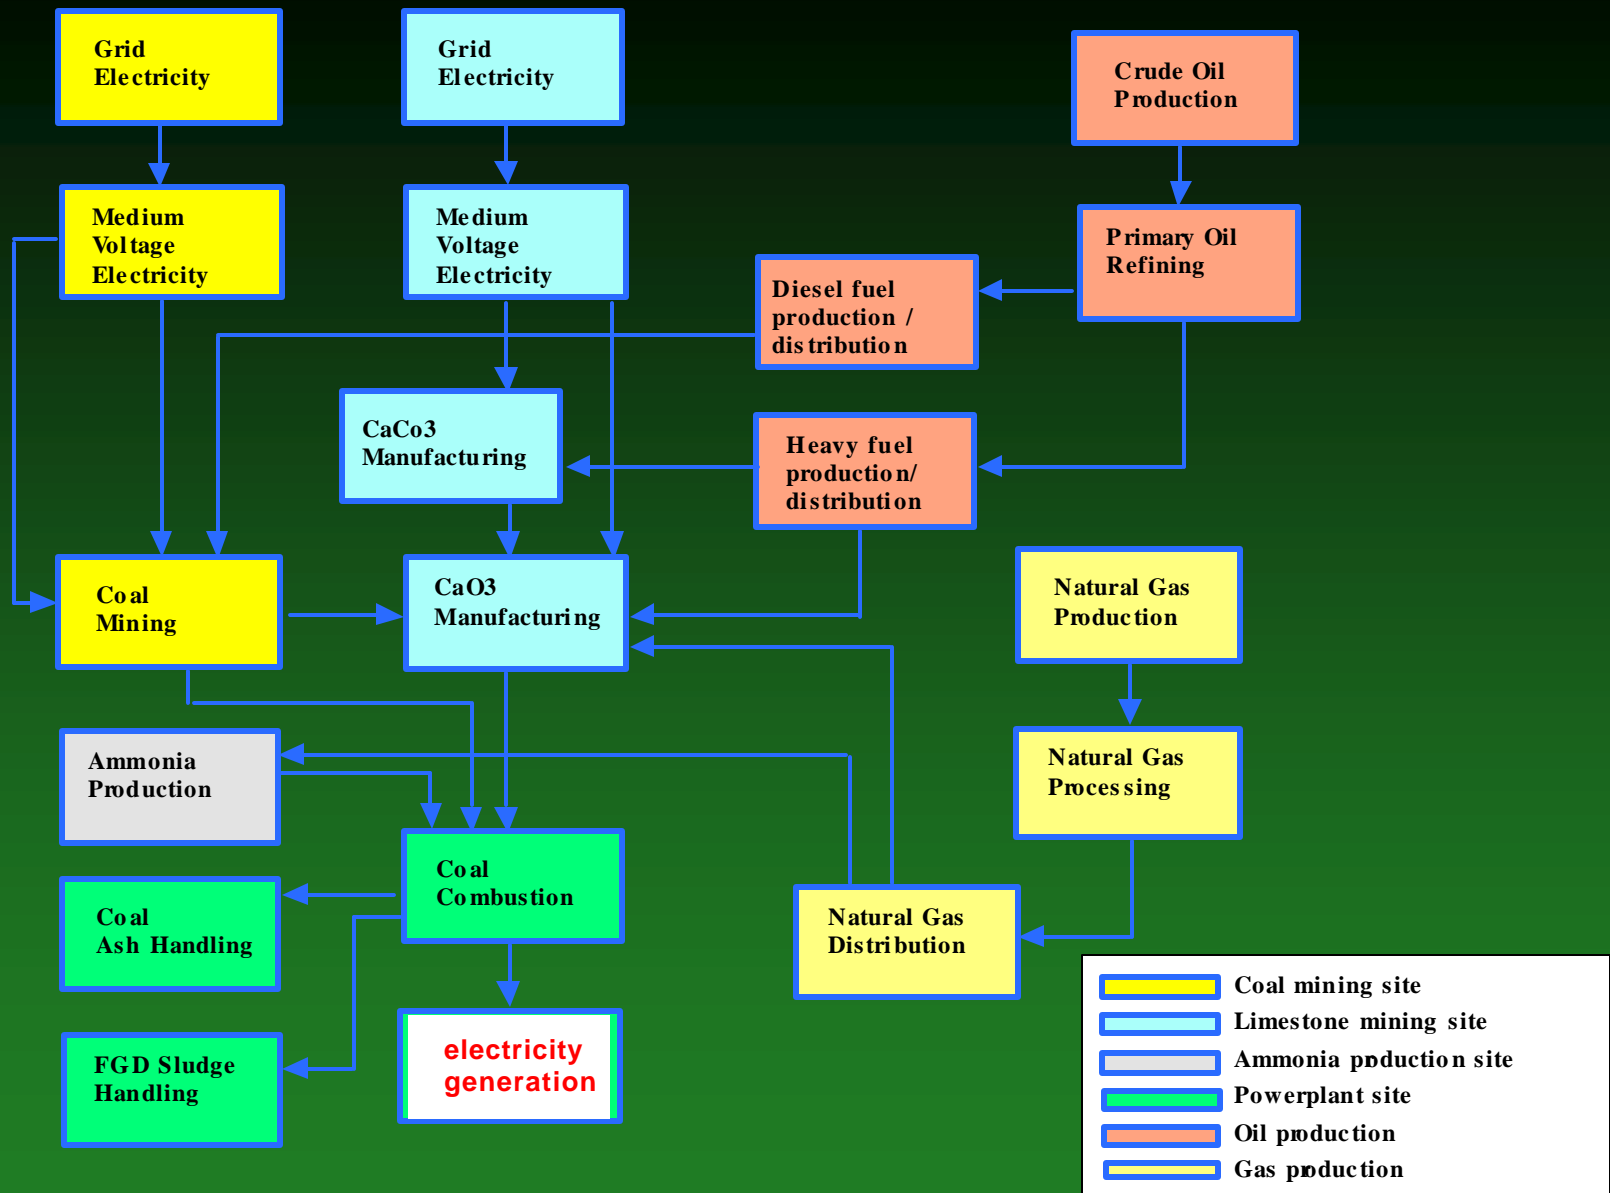 Grid
Electricity
Grid
Electricity
Crude Oil
Production
Medium
Voltage
Electricity
Medium
Voltage
Electricity
Primary Oil
Refining
Diesel fuel
production /
distribution
CaCo3
Manufacturing
Heavy fuel
production/
distribution
Coal
Mining
CaO3
Manufacturing
Natural Gas
Production
Ammonia
Production
Natural Gas
Processing
Coal
Combustion
Coal
Ash Handling
Natural Gas
Distribution
FGD Sludge
Handling
electricity
generation
Coal mining site
Limestone mining site
Ammonia production site
Powerplant site
Oil production
Gas production